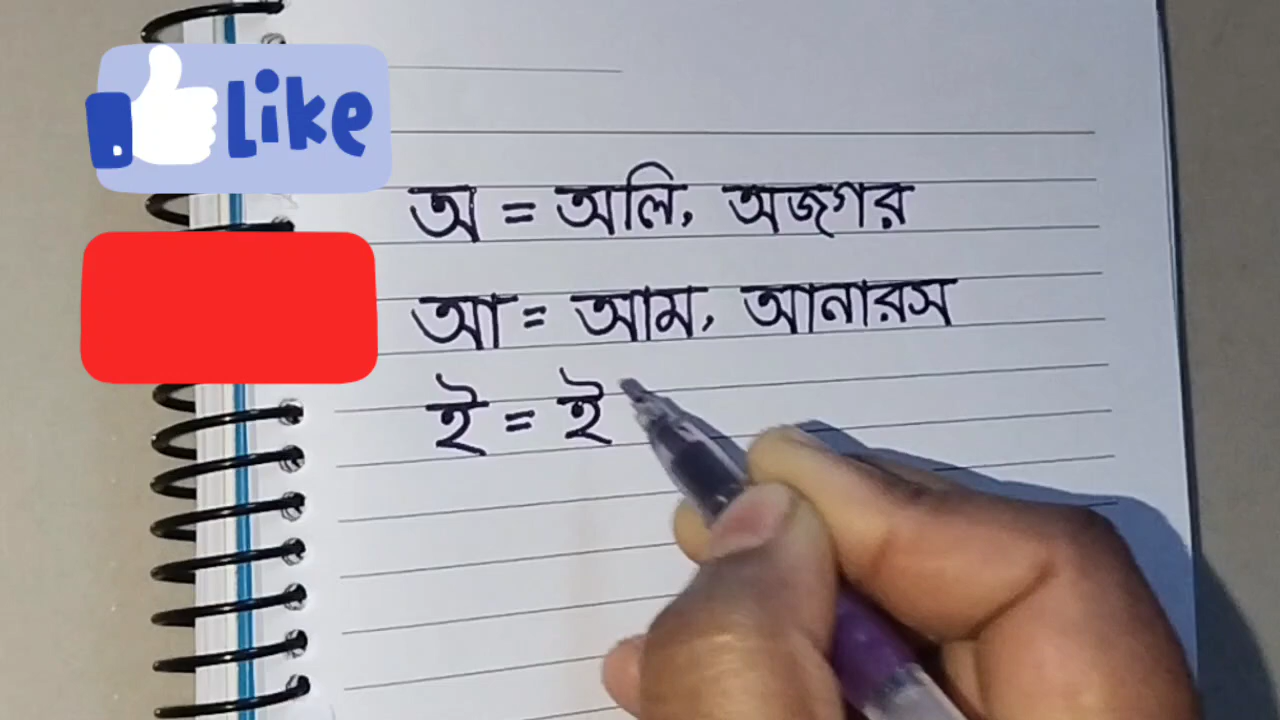 Like
অ = অলি, অজগর
আ = আম, আনারস
ই = ই